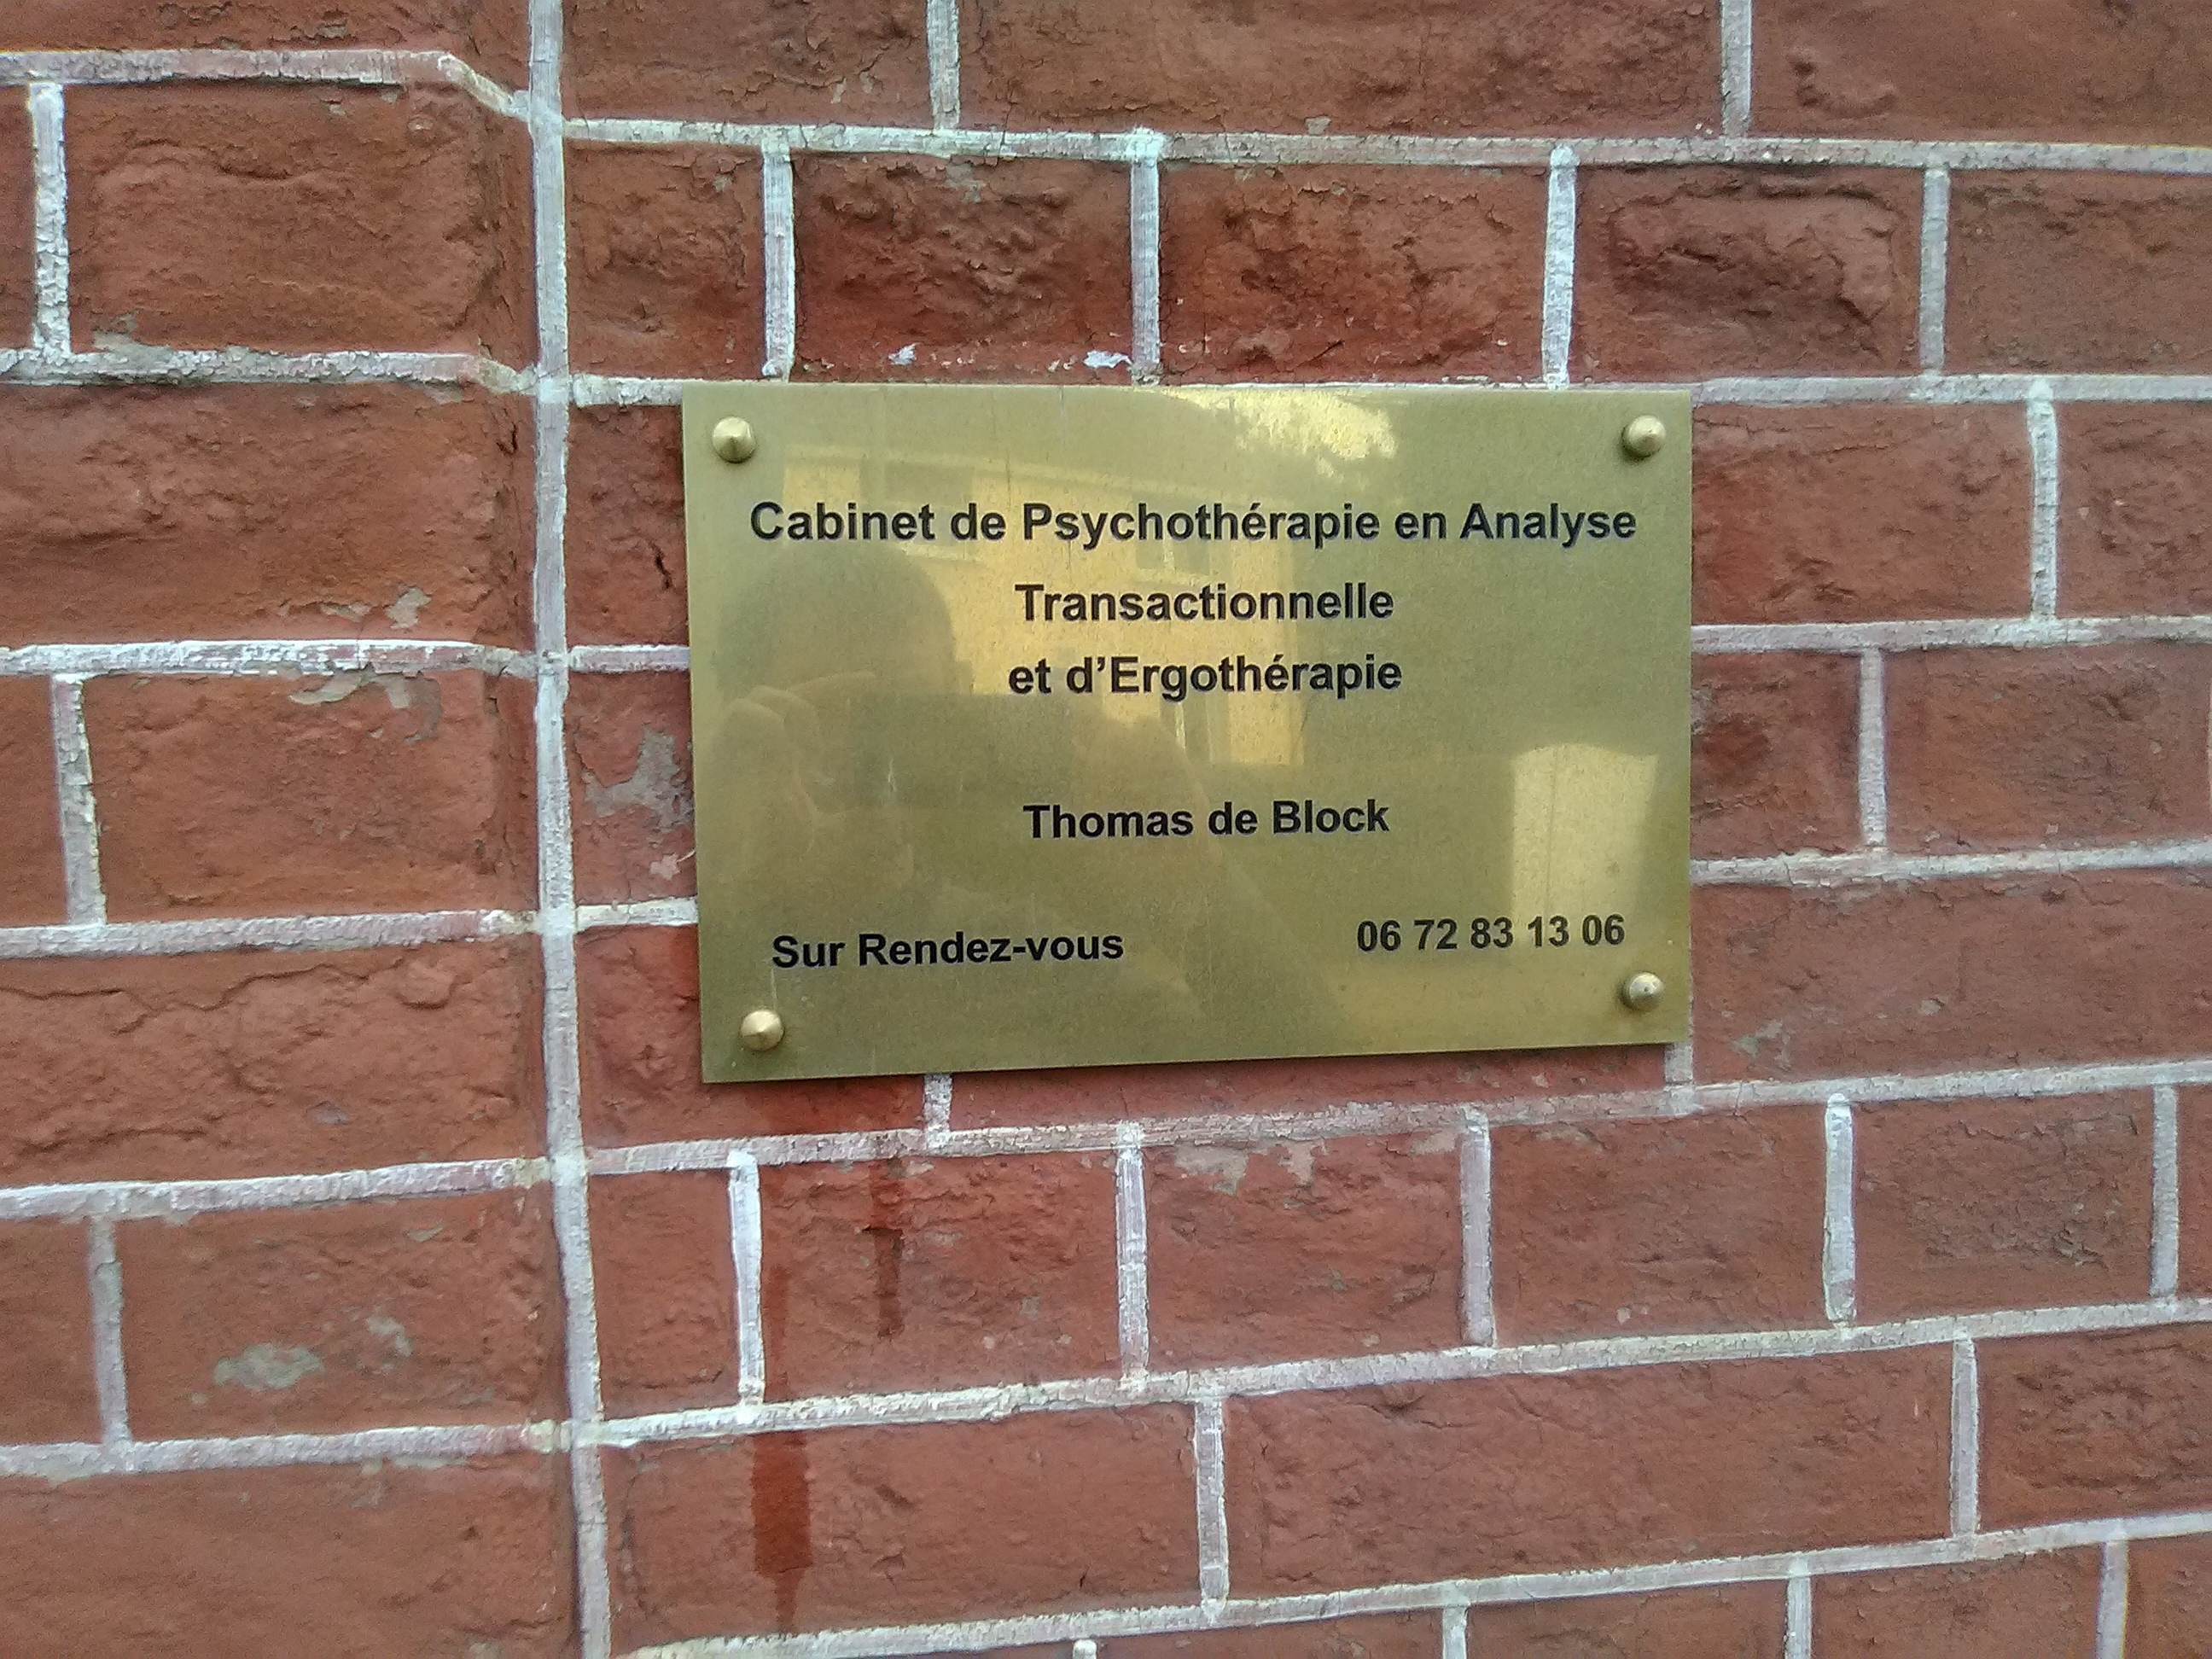 Cabinet de Psychothérapie en Analyse
Transactionnelle
et d’Ergothérapie
Thomas de Block
Sur Rendez-vous 06 72 83 13 06